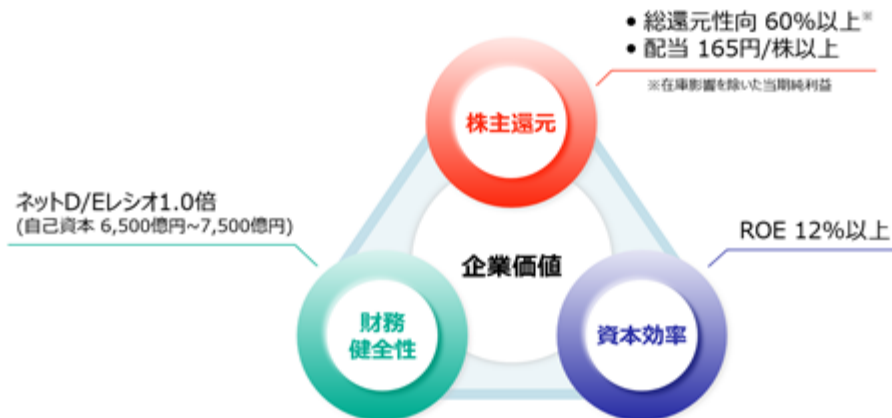 • 総還元性向 60%以上※
• 配当 165円/株以上
※在庫影響を除いた当期純利益
株主還元
ネットD/Eレシオ1.0倍
(自己資本 6,500億円~7,500億円)
ROE 12%以上
企業価値
財務
健全性
資本効率